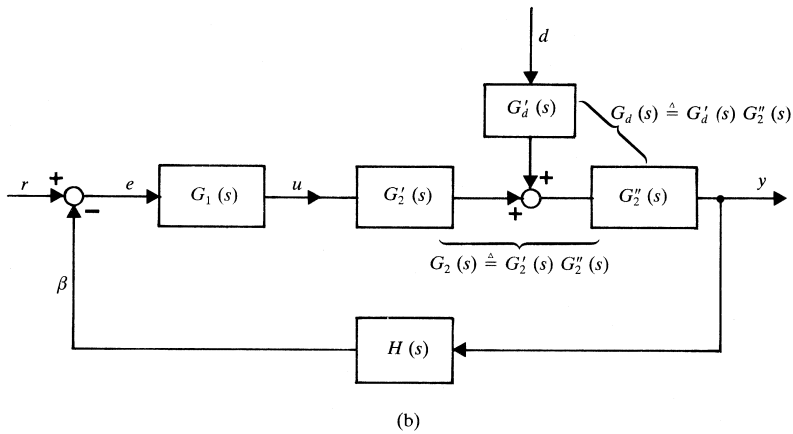 d
G′d (s)
Gd (s) ≜ G′d (s) G″2 (s)
r + e G1 (s) u G′2 (s) + + G″2 (s) y
−
G2 (s) ≜ G′2 (s) G″2 (s)
β
H (s)
(b)